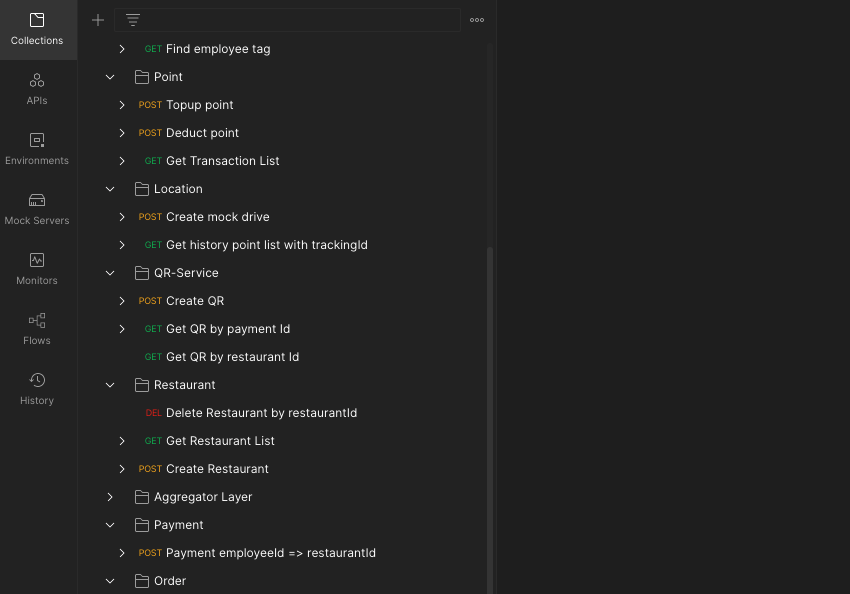 Collections
APIs
Environments
Mock Servers
Monitors
Flows
History
GET Find employee tag
Point
POST Topup point
POST Deduct point
GET Get Transaction List
Location
POST Create mock drive
GET Get history point list with trackingId
QR-Service
POST Create QR
GET Get QR by payment Id
GET Get QR by restaurant Id
Restaurant
DEL Delete Restaurant by restaurantId
GET Get Restaurant List
POST Create Restaurant
Aggregator Layer
Payment
POST Payment employeeId => restaurantId
Order